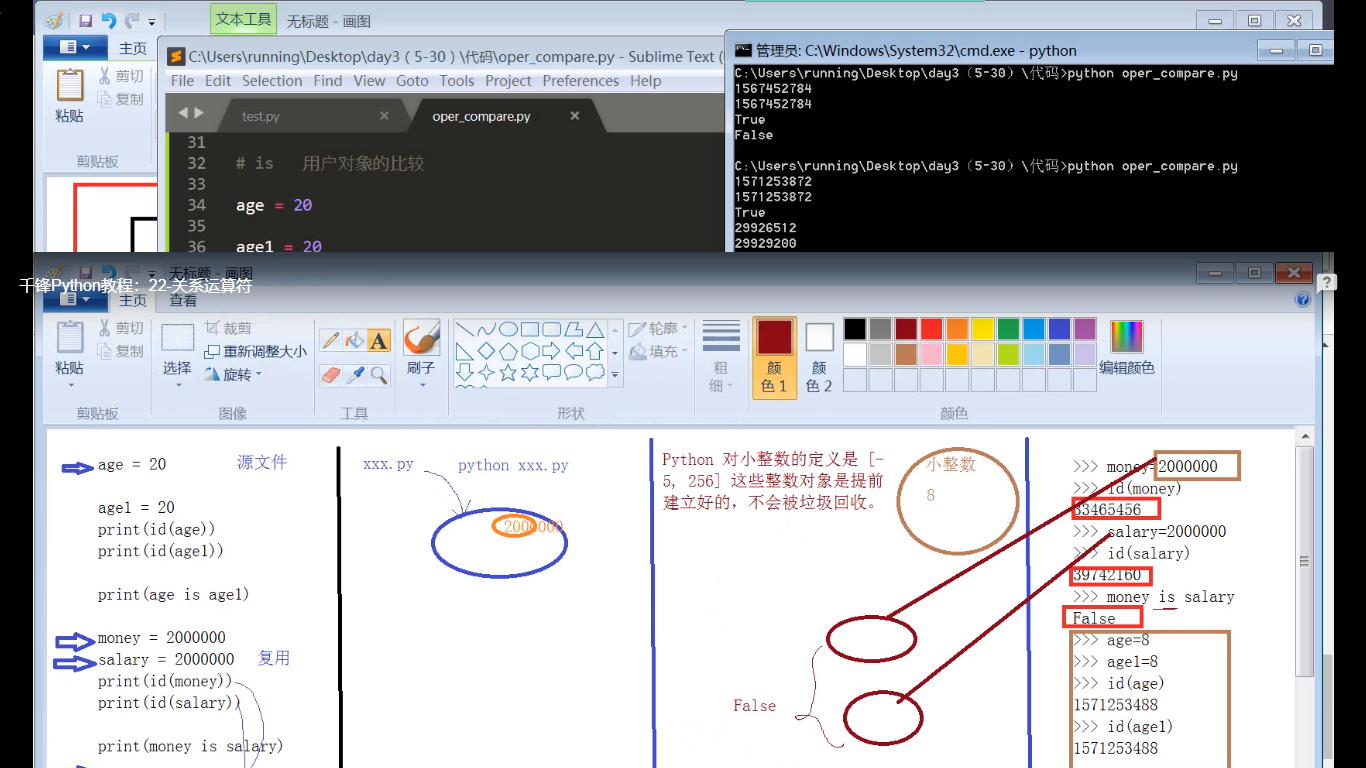 文本工具
无标题 - 画图
主页
剪切
复制
粘贴
剪贴板
C:\Users\running\Desktop\day3（5-30）\代码\oper_compare.py - Sublime Text (
File Edit Selection Find View Goto Tools Project Preferences Help
test.py
oper_compare.py
31
32 # is 用户对象的比较
33
34 age = 20
35
36 age1 = 20
管理员: C:\Windows\System32\cmd.exe - python
C:\Users\running\Desktop\day3（5-30）\代码>python oper_compare.py
1567452784
1567452784
True
False
C:\Users\running\Desktop\day3（5-30）\代码>python oper_compare.py
1571253872
1571253872
True
29926512
29929200
无标题 - 画图
千锋Python教程：22-关系运算符
主页
查看
剪切
复制
粘贴
剪贴板
裁剪
重新调整大小
旋转
选择
图像
工具
刷子
形状
轮廓
填充
粗细
颜色 1
颜色 2
编辑颜色
颜色
age = 20
源文件
age1 = 20
print(id(age))
print(id(age1))
print(age is age1)
money = 2000000
salary = 2000000
复用
print(id(money))
print(id(salary))
print(money is salary)
xxx.py
python xxx.py
2000000
Python 对小整数的定义是 [-
5, 256] 这些整数对象是提前
建立好的，不会被垃圾回收。
小整数
8
False
>>> money=2000000
>>> id(money)
33465456
>>> salary=2000000
>>> id(salary)
39742160
>>> money is salary
False
>>> age=8
>>> age1=8
>>> id(age)
1571253488
>>> id(age1)
1571253488